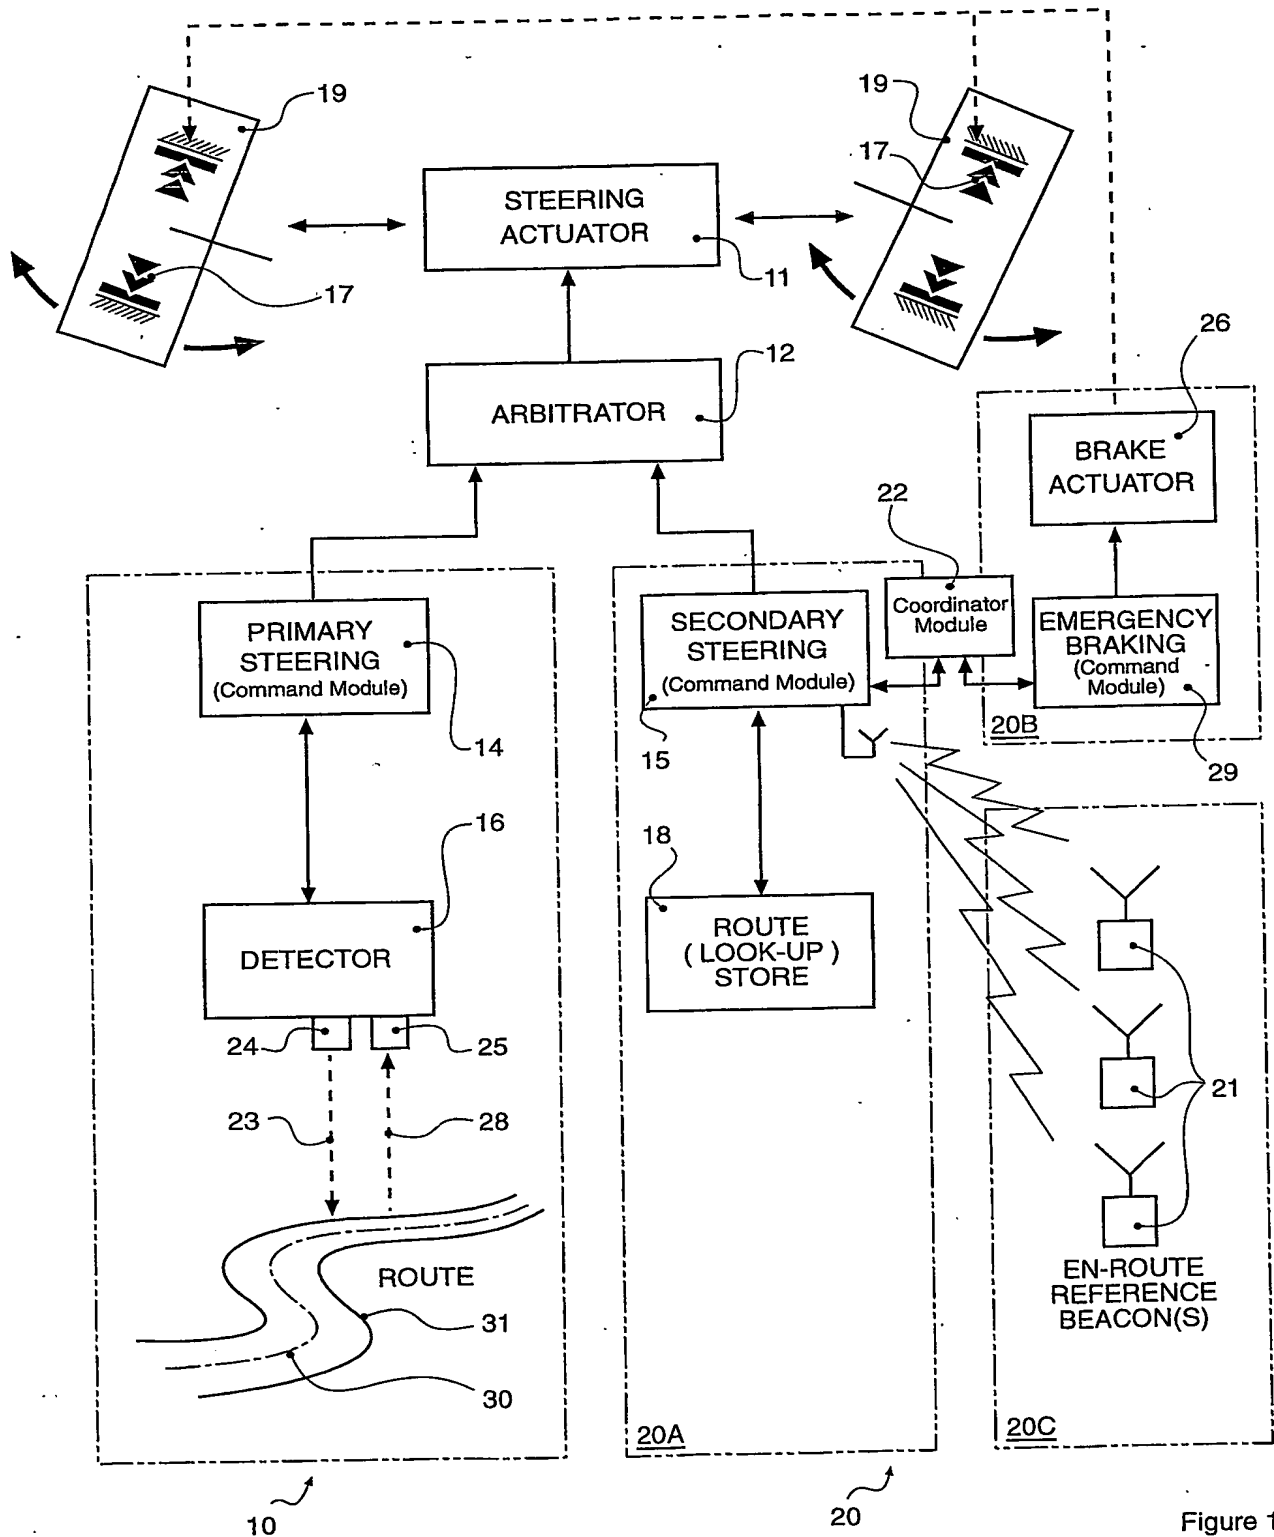 19
19
17
STEERING
ACTUATOR
11
17
26
12
ARBITRATOR
BRAKE
ACTUATOR
22
PRIMARY
STEERING
(Command Module)
14
SECONDARY
STEERING
(Command Module)
15
Coordinator
Module
EMERGENCY
BRAKING
(Command
Module)
20B
29
16
18
DETECTOR
ROUTE
( LOOK-UP )
STORE
24
25
23
28
21
ROUTE
31
30
EN-ROUTE
REFERENCE
BEACON(S)
20A
20C
10
20
Figure 1